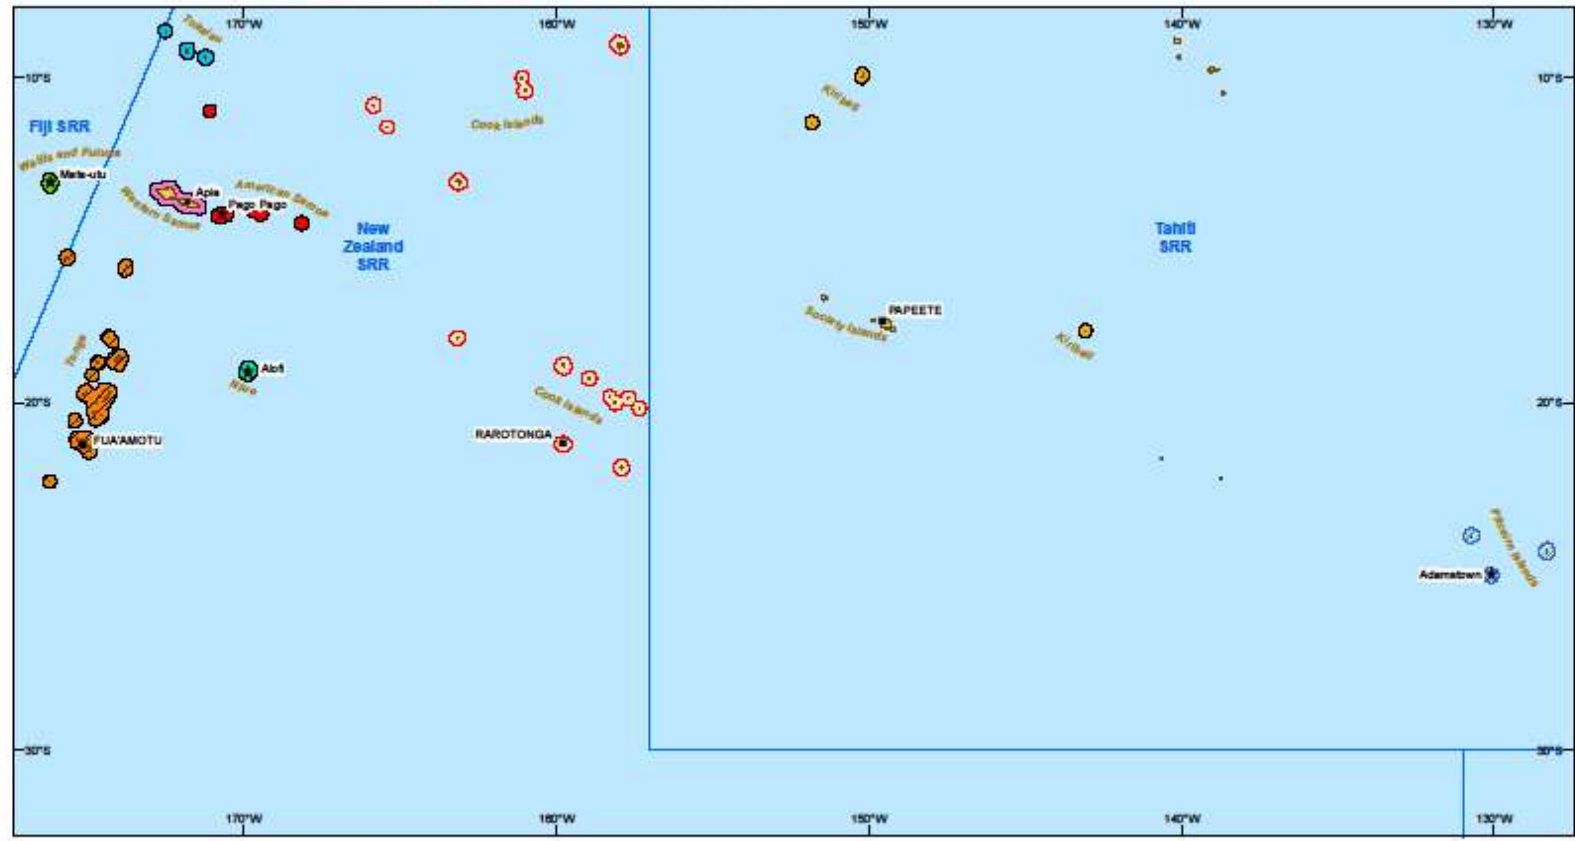 170°W
160°W
150°W
140°W
130°W
Tokelau
10°S
10°S
Kiribati
Fiji SRR
Cook Islands
Wallis and Futuna
Mata-utu
Apia
American Samoa
Western Samoa
Pago Pago
New
Zealand
SRR
Tahiti
SRR
PAPEETE
Society Islands
Kiribati
Tonga
Alofi
Niue
20°S
20°S
Cook Islands
RAROTONGA
FUA'AMOTU
Pitcairn Islands
Adamstown
30°S
30°S
170°W
160°W
150°W
140°W
130°W